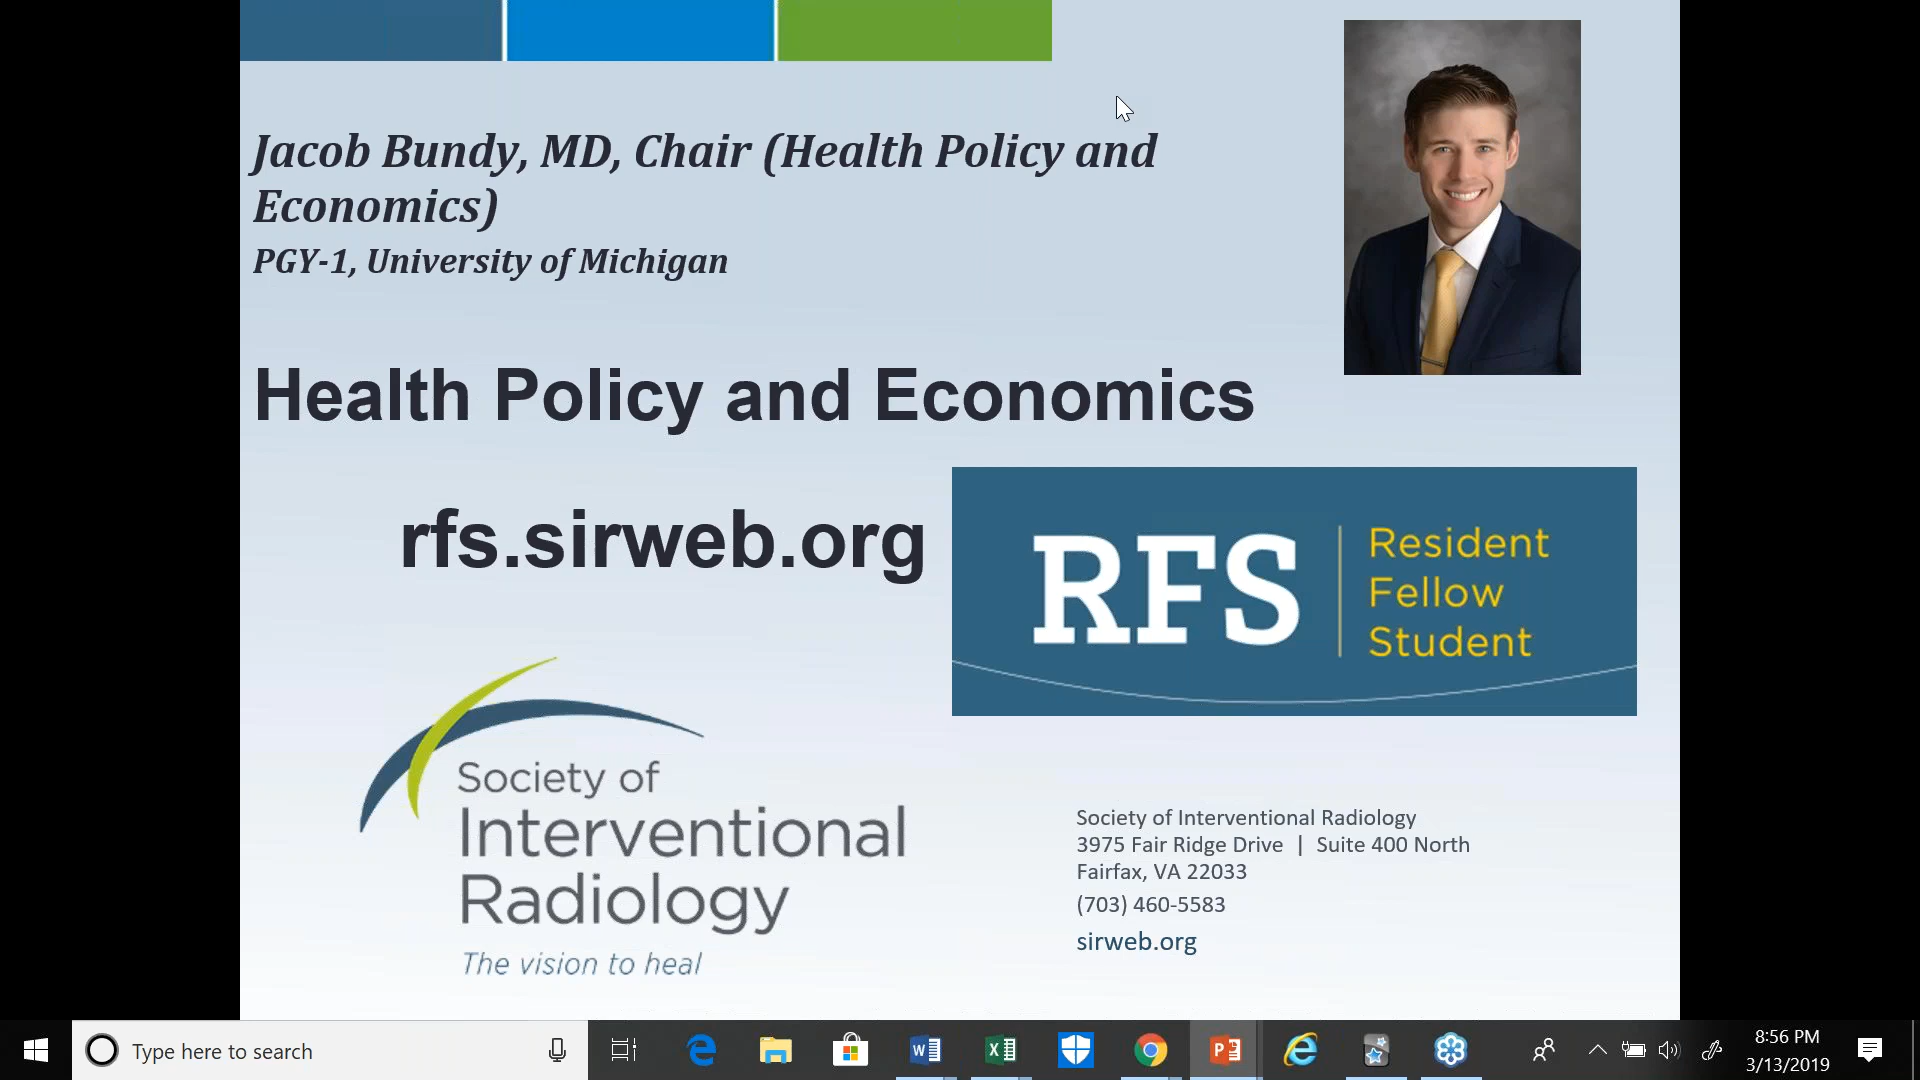 Jacob Bundy, MD, Chair (Health Policy and
Economics)
PGY-1, University of Michigan
Health Policy and Economics
rfs.sirweb.org
RFS
Resident
Fellow
Student
Society of
Interventional
Radiology
The vision to heal
Society of Interventional Radiology
3975 Fair Ridge Drive | Suite 400 North
Fairfax, VA 22033
(703) 460-5583
sirweb.org
Type here to search
8:56 PM
3/13/2019